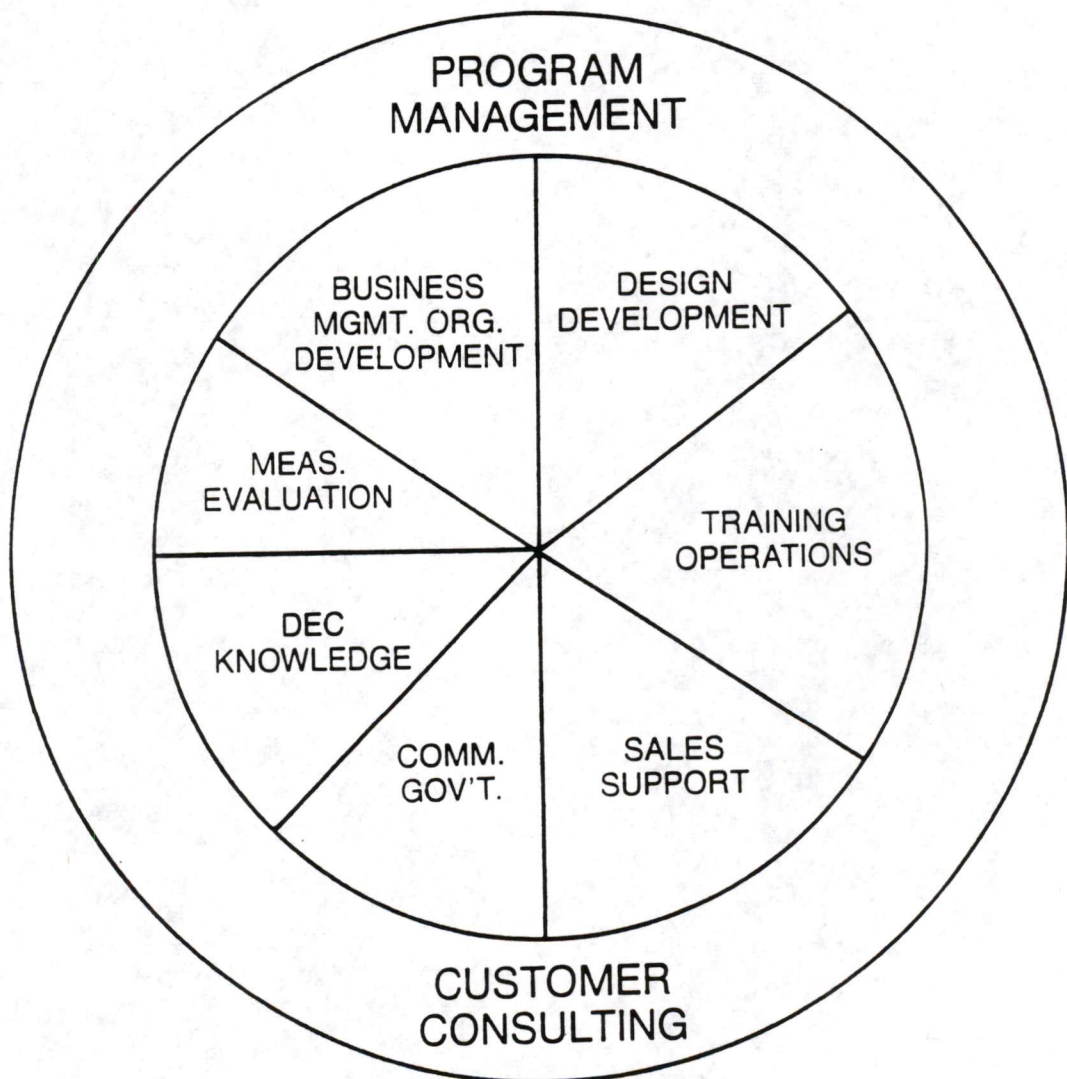 PROGRAM
MANAGEMENT
BUSINESS
MGMT. ORG.
DEVELOPMENT
DESIGN
DEVELOPMENT
MEAS.
EVALUATION
TRAINING
OPERATIONS
DEC
KNOWLEDGE
COMM.
GOV'T.
SALES
SUPPORT
CUSTOMER
CONSULTING